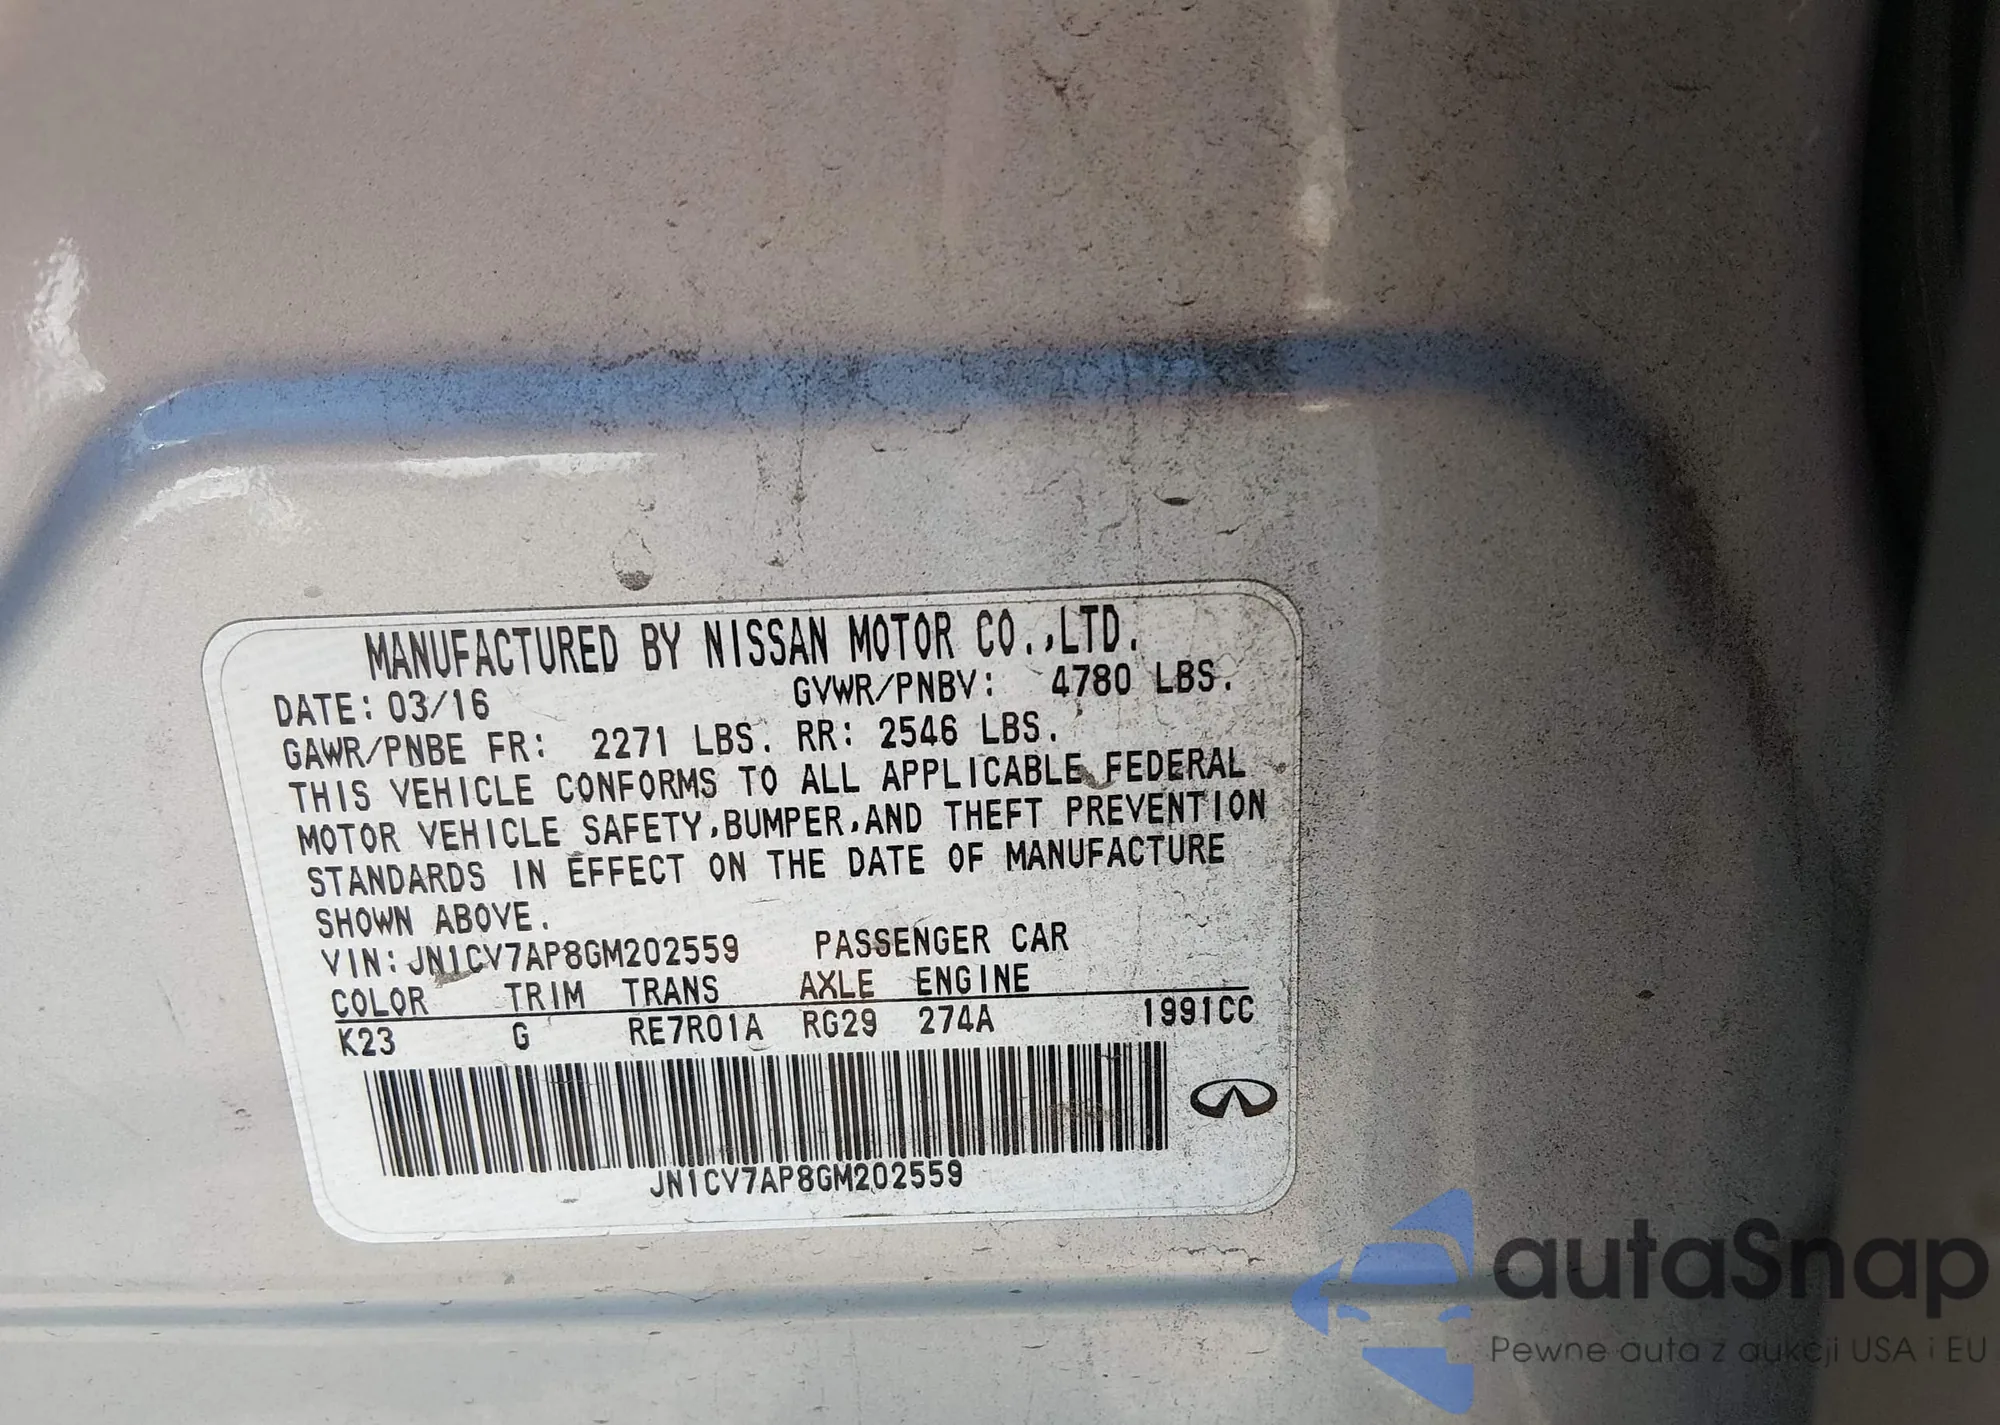 MANUFACTURED BY NISSAN MOTOR CO.,LTD.
DATE: 03/16 GVWR/PNBV: 4780 LBS.
GAWR/PNBE FR: 2271 LBS. RR: 2546 LBS.
THIS VEHICLE CONFORMS TO ALL APPLICABLE FEDERAL
MOTOR VEHICLE SAFETY,BUMPER,AND THEFT PREVENTION
STANDARDS IN EFFECT ON THE DATE OF MANUFACTURE
SHOWN ABOVE.
VIN: JN1CV7AP8GM202559 PASSENGER CAR
COLOR TRIM TRANS AXLE ENGINE
K23 G RE7R01A RG29 274A 1991CC
JN1CV7AP8GM202559
autaSnap
Pewne auta z aukcji USA i EU